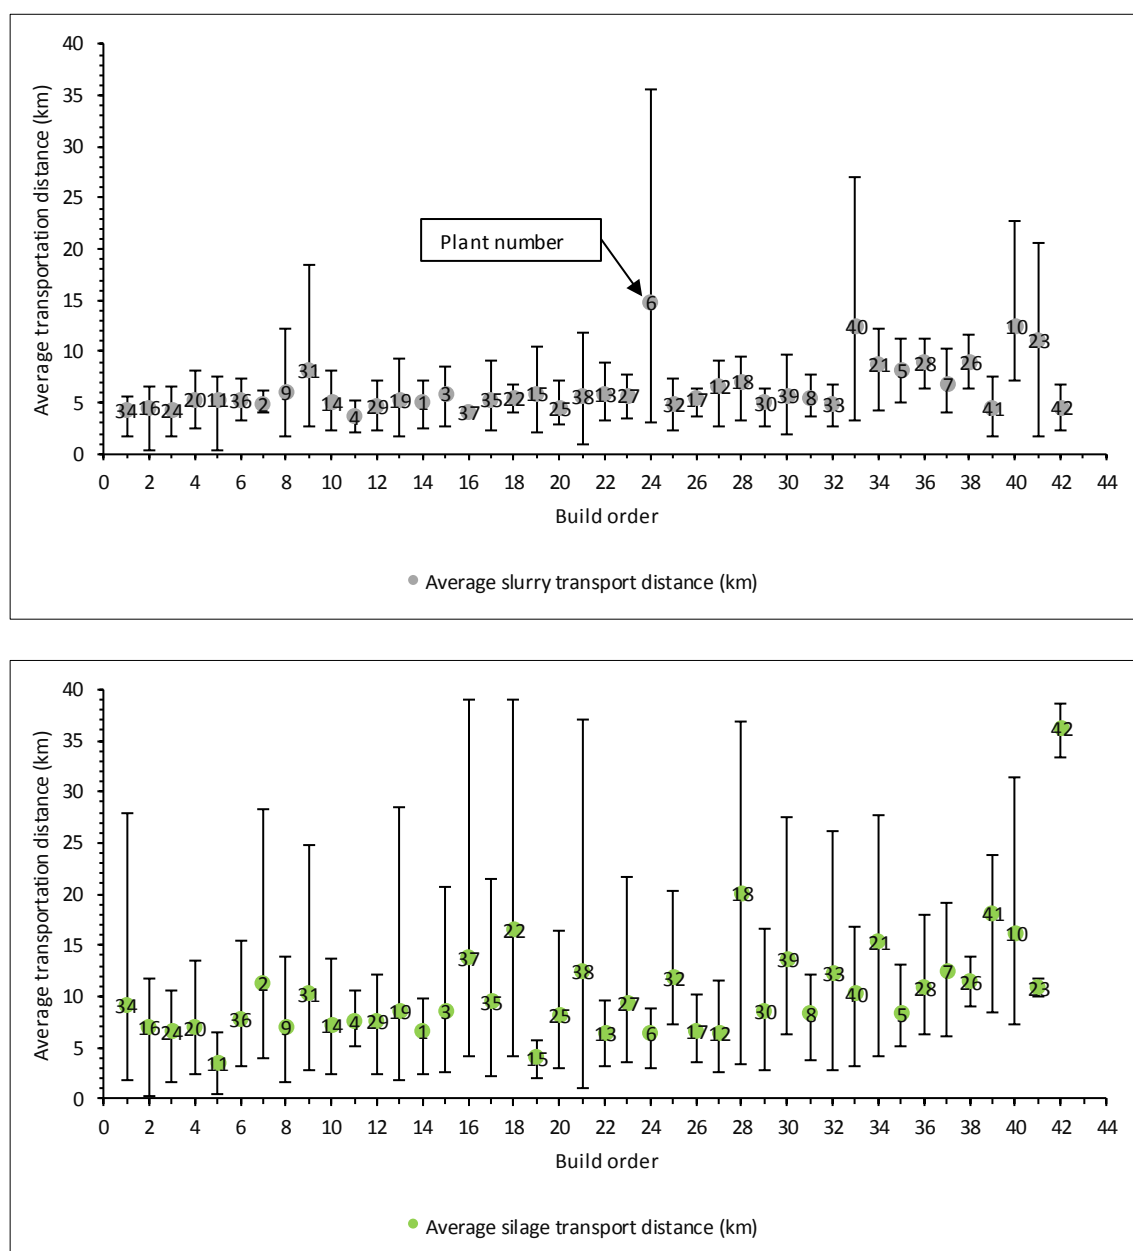 40
35
30
25
20
15
10
5
0
Average transportation distance (km)
Plant number
34 16 24 20 11 36 2 9 31 14 4 29 19 1 3 37 35 22 15 25 38 13 27 6 32 17 12 18 30 39 8 33 40 21 5 28 7 26 41 10 23 42
0 2 4 6 8 10 12 14 16 18 20 22 24 26 28 30 32 34 36 38 40 42 44
Build order
Average slurry transport distance (km)
40
35
30
25
20
15
10
5
0
Average transportation distance (km)
34 16 24 20 11 36 2 9 31 14 4 29 19 1 3 37 35 22 15 25 38 13 27 6 32 17 12 18 30 39 8 33 40 21 5 28 7 26 41 10 23 42
0 2 4 6 8 10 12 14 16 18 20 22 24 26 28 30 32 34 36 38 40 42 44
Build order
Average silage transport distance (km)